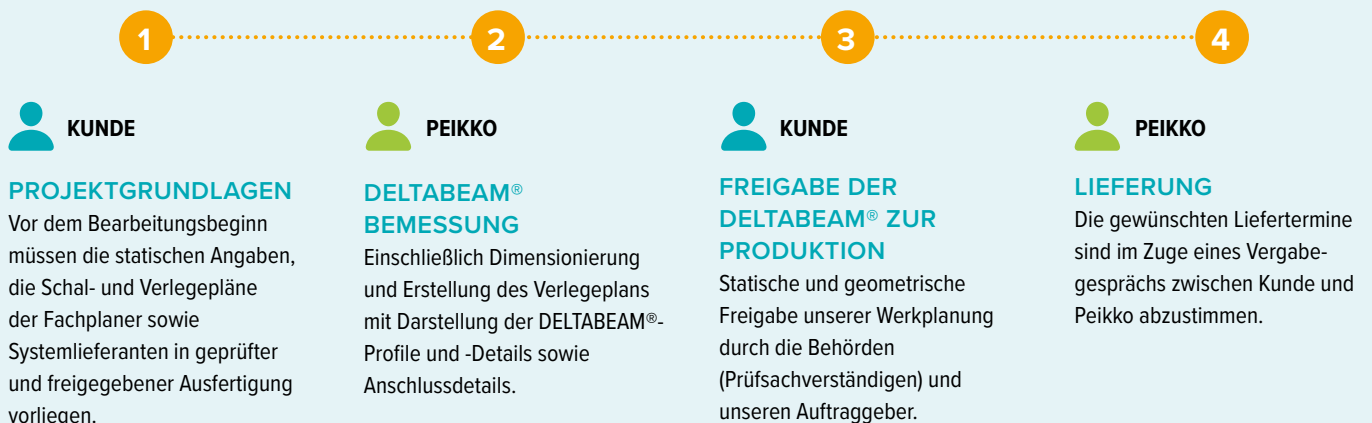 1
2
3
4
KUNDE
PROJEKTGRUNDLAGEN
Vor dem Bearbeitungsbeginn
müssen die statischen Angaben,
die Schal- und Verlegepläne
der Fachplaner sowie
Systemlieferanten in geprüfter
und freigegebener Ausfertigung
vorliegen.
PEIKKO
DELTABEAM®
BEMESSUNG
Einschließlich Dimensionierung
und Erstellung des Verlegeplans
mit Darstellung der DELTABEAM®-
Profile und -Details sowie
Anschlussdetails.
KUNDE
FREIGABE DER
DELTABEAM® ZUR
PRODUKTION
Statische und geometrische
Freigabe unserer Werkplanung
durch die Behörden
(Prüfsachverständigen) und
unseren Auftraggeber.
PEIKKO
LIEFERUNG
Die gewünschten Liefertermine
sind im Zuge eines Vergabe-
gesprächs zwischen Kunde und
Peikko abzustimmen.